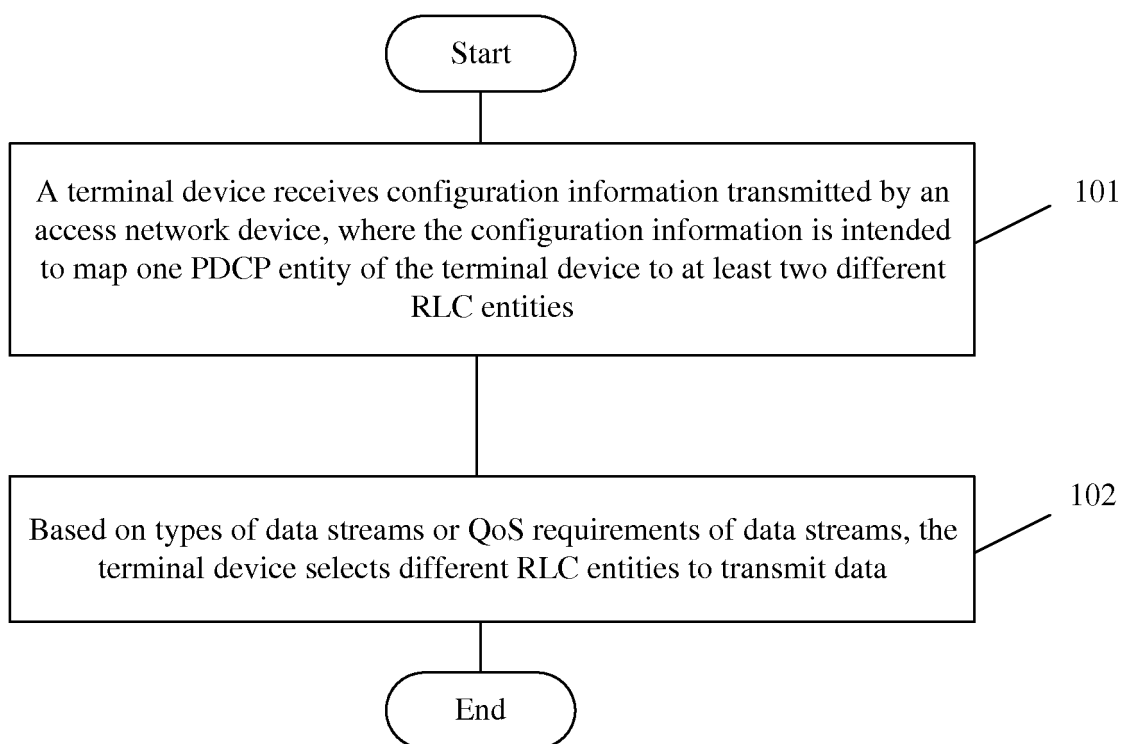 Start
A terminal device receives configuration information transmitted by an
access network device, where the configuration information is intended
to map one PDCP entity of the terminal device to at least two different
RLC entities
101
Based on types of data streams or QoS requirements of data streams, the
terminal device selects different RLC entities to transmit data
102
End